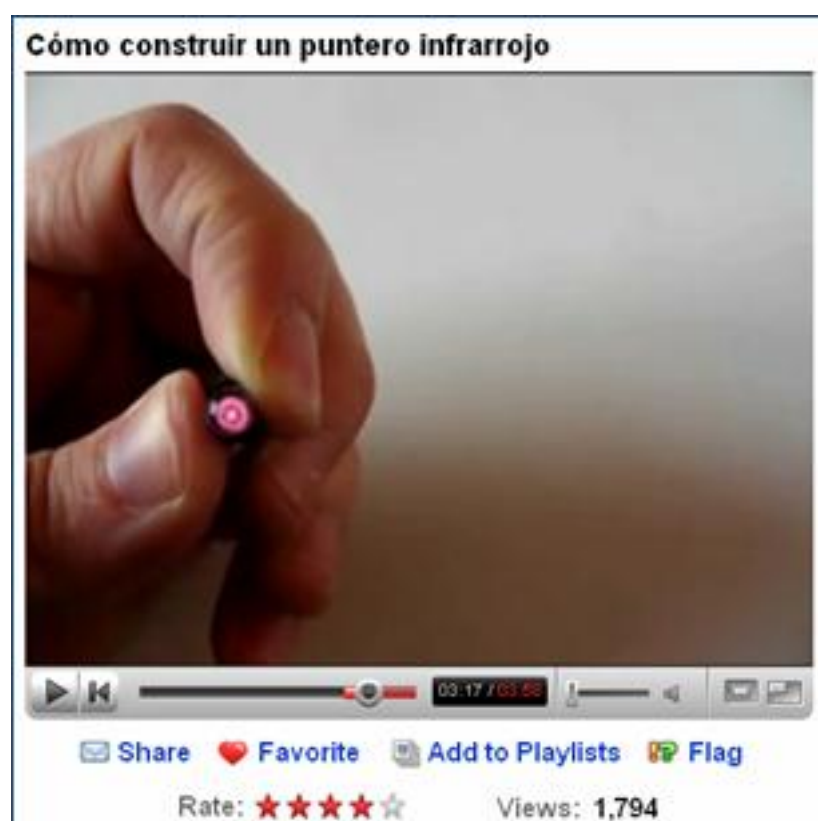 Cómo construir un puntero infrarrojo
03:17 / 03:58
Share Favorite Add to Playlists Flag
Rate: Views: 1,794